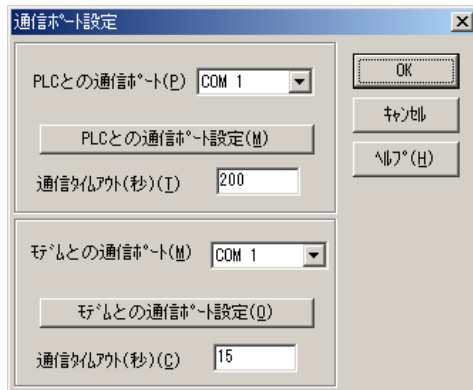 通信ﾎﾟｰﾄ設定
PLCとの通信ﾎﾟｰﾄ(P) COM 1
PLCとの通信ﾎﾟｰﾄ設定(M)
通信ﾀｲﾑｱｳﾄ(秒)(T) 200
ﾓﾃﾞﾑとの通信ﾎﾟｰﾄ(M) COM 1
ﾓﾃﾞﾑとの通信ﾎﾟｰﾄ設定(O)
通信ﾀｲﾑｱｳﾄ(秒)(C) 15
OK
ｷｬﾝｾﾙ
ﾍﾙﾌﾟ(H)